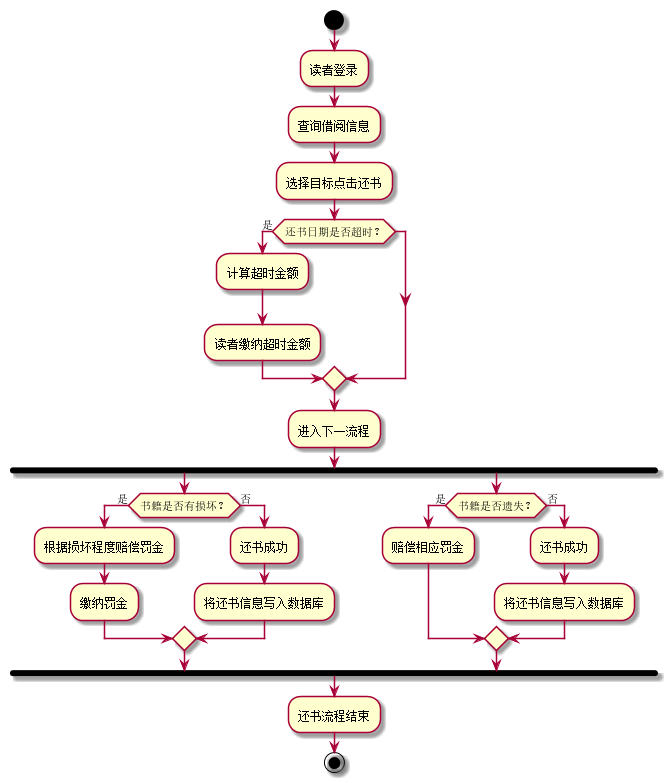 读者登录
查询借阅信息
选择目标点击还书
是
还书日期是否超时？
计算超时金额
读者缴纳超时金额
进入下一流程
是
书籍是否有损坏？
否
是
书籍是否遗失？
否
根据损坏程度赔偿罚金
还书成功
赔偿相应罚金
还书成功
缴纳罚金
将还书信息写入数据库
将还书信息写入数据库
还书流程结束